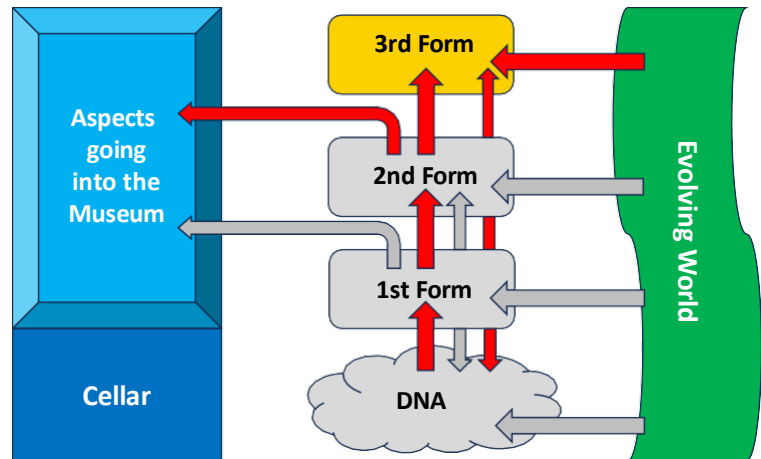 3rd Form
Aspects
going
into the
Museum
2nd Form
Evolving World
1st Form
Cellar
DNA